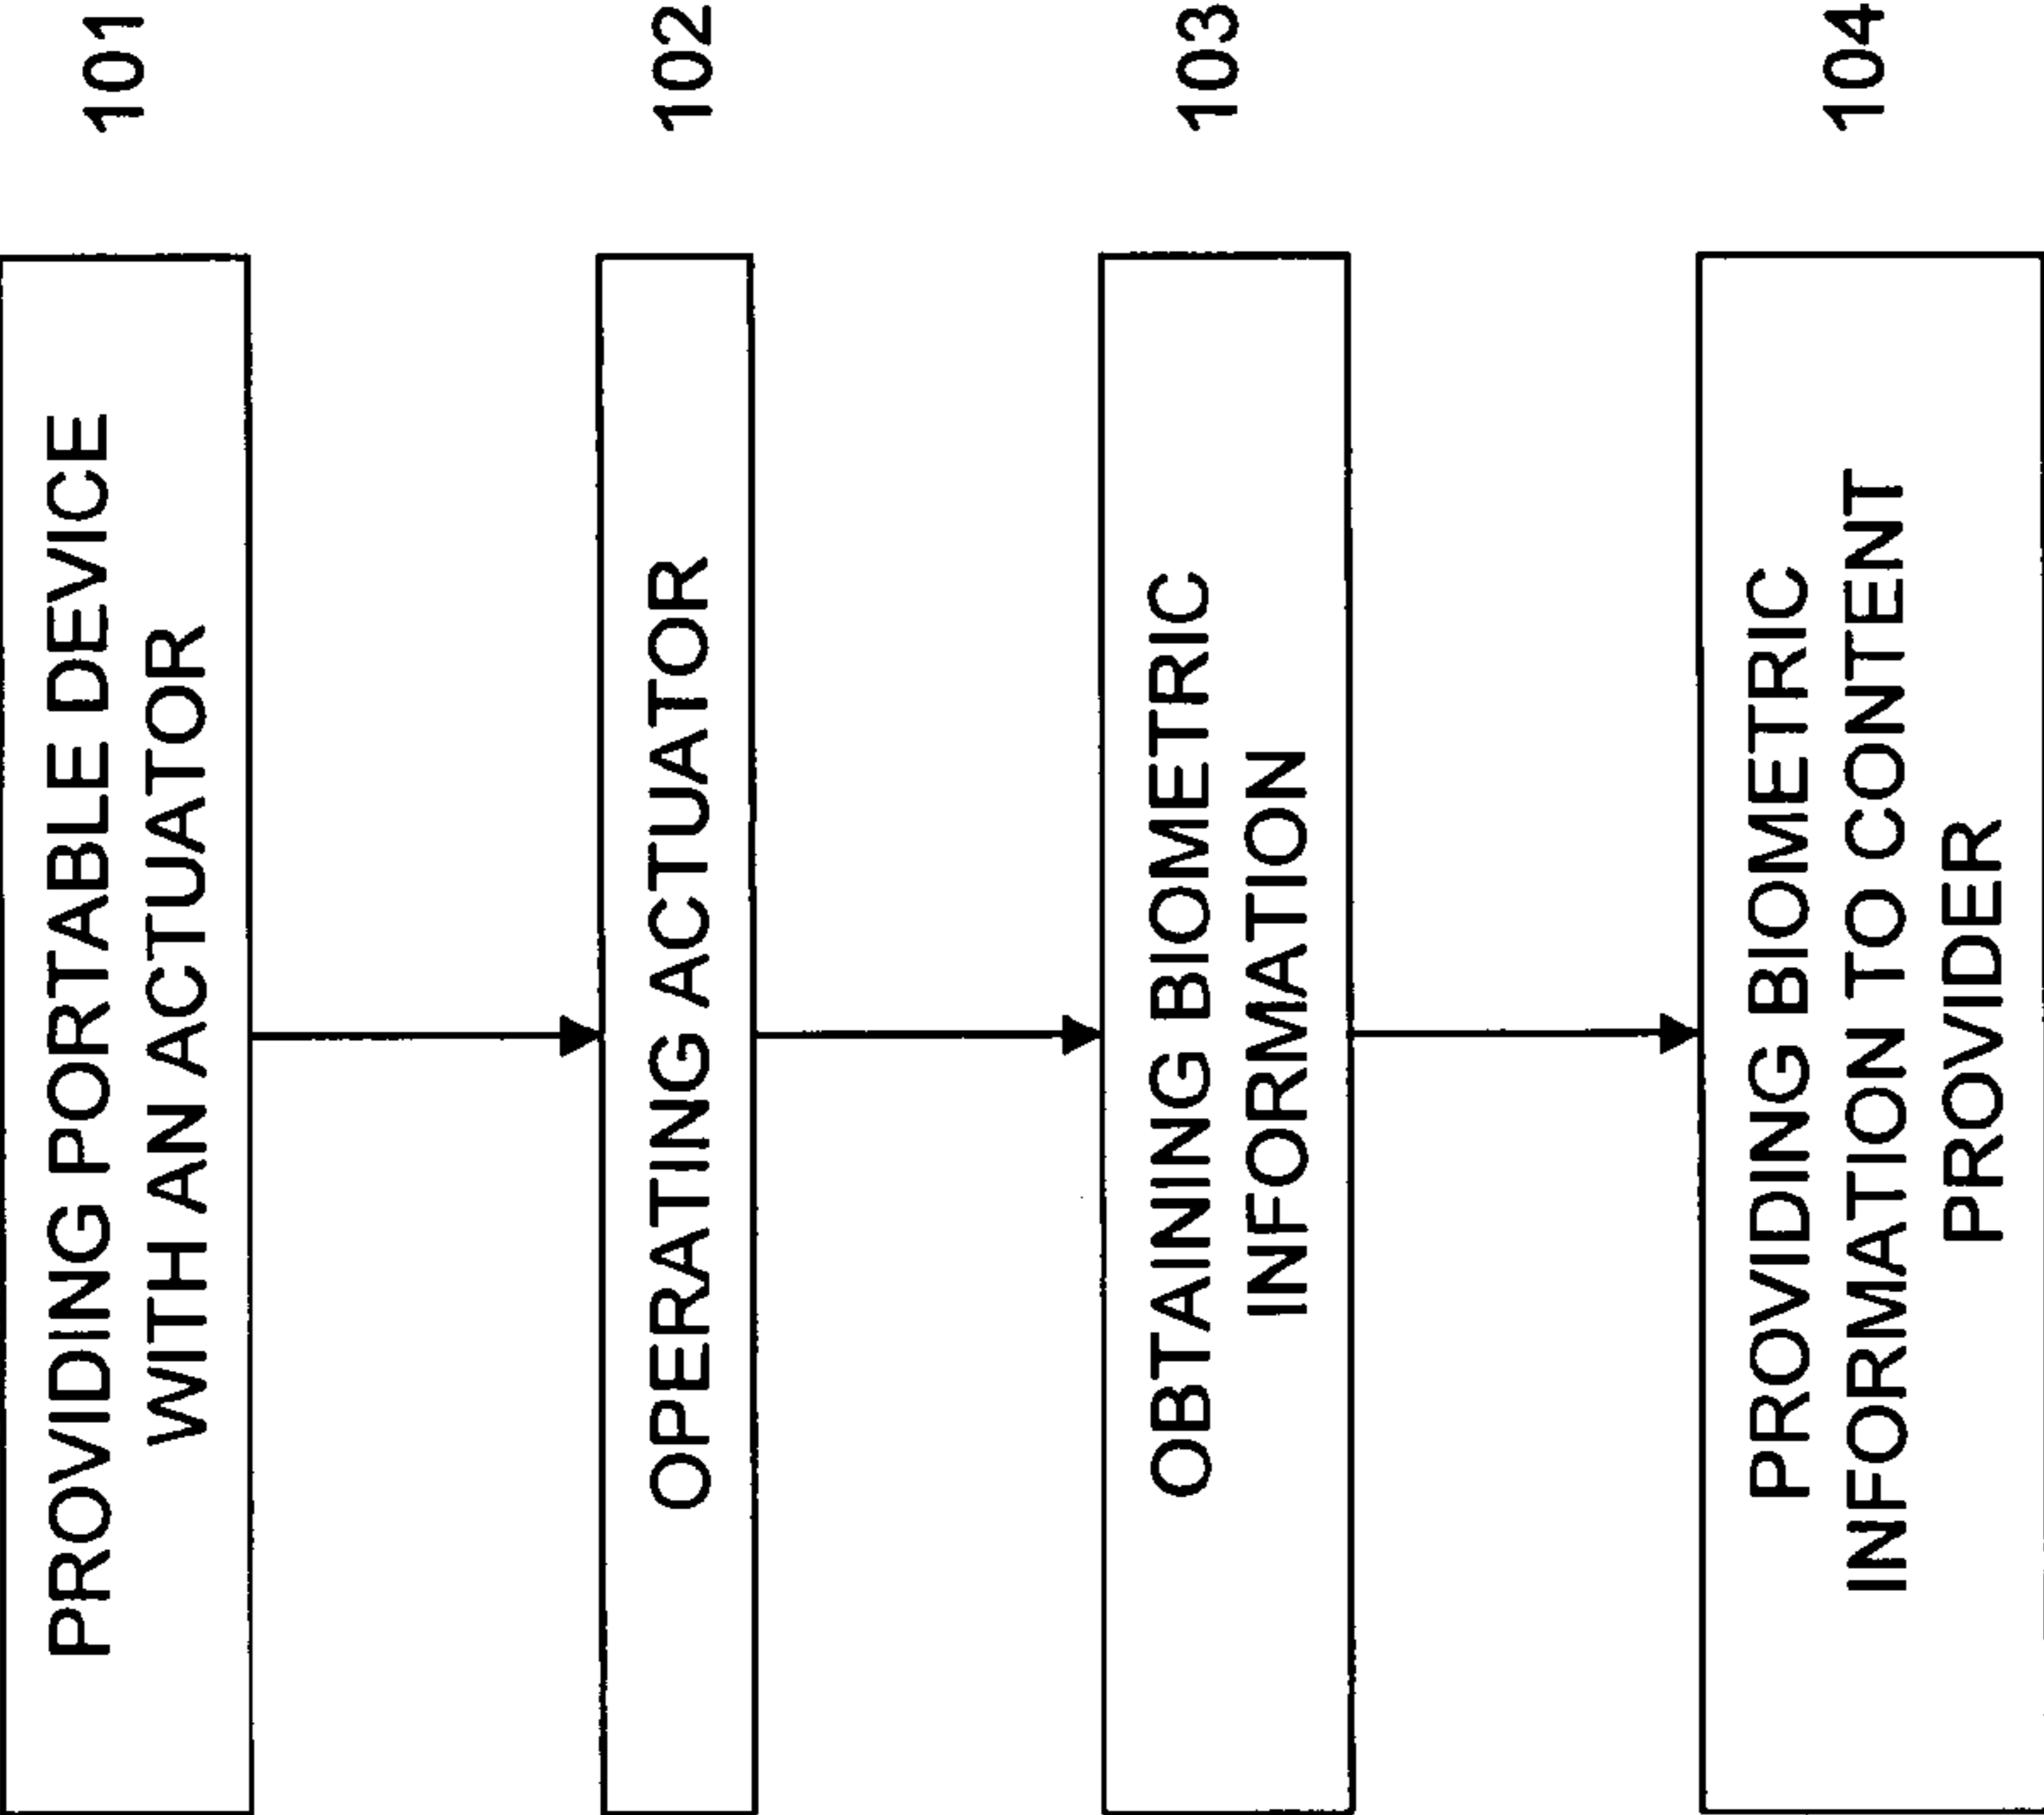 PROVIDING PORTABLE DEVICE
WITH AN ACTUATOR
101
OPERATING ACTUATOR
102
OBTAINING BIOMETRIC
INFORMATION
103
PROVIDING BIOMETRIC
INFORMATION TO CONTENT
PROVIDER
104